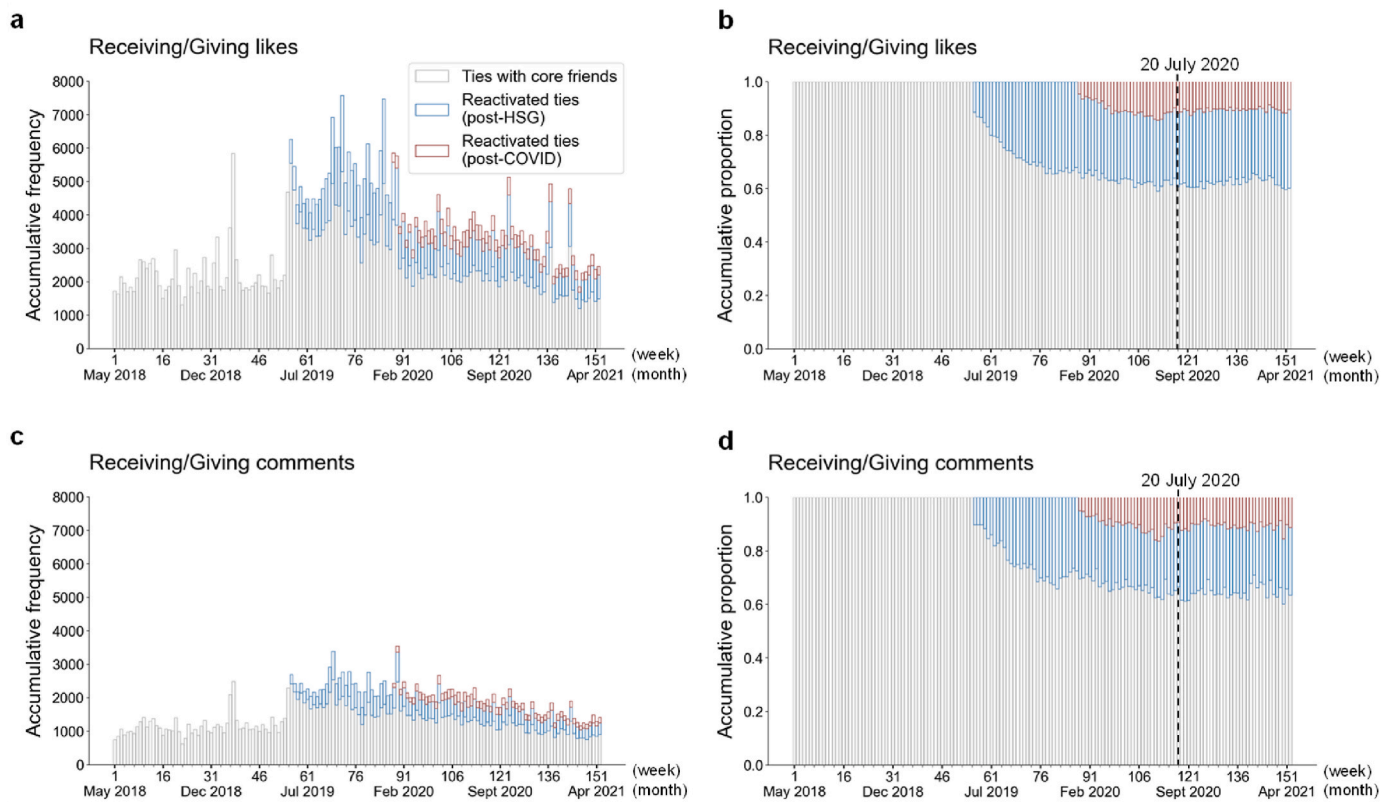 a
Receiving/Giving likes
Accumulative frequency
8000
7000
6000
5000
4000
3000
2000
1000
0
Ties with core friends
Reactivated ties
(post-HSG)
Reactivated ties
(post-COVID)
1 16 31 46 61 76 91 106 121 136 151 (week)
May 2018 Dec 2018 Jul 2019 Feb 2020 Sept 2020 Apr 2021 (month)
b
Receiving/Giving likes
20 July 2020
Accumulative proportion
1.0
0.8
0.6
0.4
0.2
0.0
1 16 31 46 61 76 91 106 121 136 151 (week)
May 2018 Dec 2018 Jul 2019 Feb 2020 Sept 2020 Apr 2021 (month)
c
Receiving/Giving comments
Accumulative frequency
8000
7000
6000
5000
4000
3000
2000
1000
0
1 16 31 46 61 76 91 106 121 136 151 (week)
May 2018 Dec 2018 Jul 2019 Feb 2020 Sept 2020 Apr 2021 (month)
d
Receiving/Giving comments
20 July 2020
Accumulative proportion
1.0
0.8
0.6
0.4
0.2
0.0
1 16 31 46 61 76 91 106 121 136 151 (week)
May 2018 Dec 2018 Jul 2019 Feb 2020 Sept 2020 Apr 2021 (month)